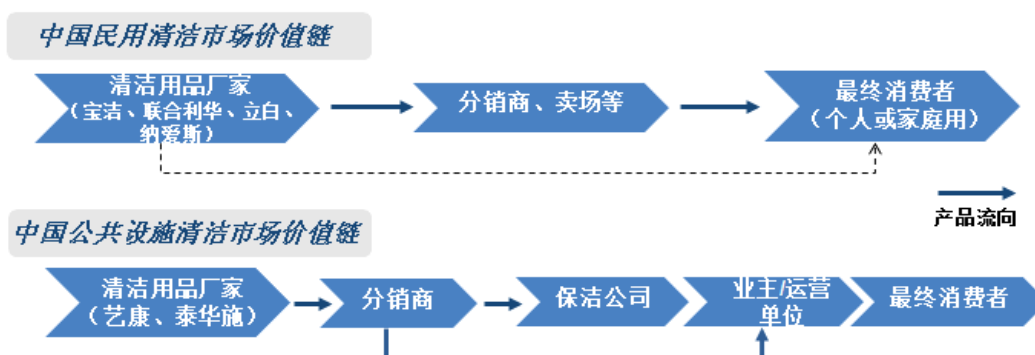 中国民用清洁市场价值链
清洁用品厂家
（宝洁、联合利华、立白、
纳爱斯）
分销商、卖场等
最终消费者
（个人或家庭用）
产品流向
中国公共设施清洁市场价值链
清洁用品厂家
（艺康、泰华施）
分销商
保洁公司
业主/运营
单位
最终消费者